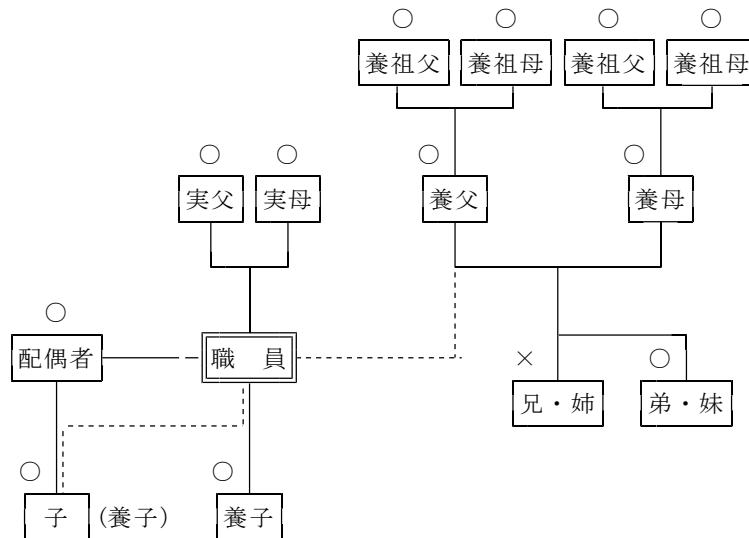 ○ ○ ○ ○
養祖父 養祖母 養祖父 養祖母
○ ○ ○ ○
実父 実母 養父 養母
○
配偶者 職 員
× ○
兄・姉 弟・妹
○ ○
子 (養子) 養子